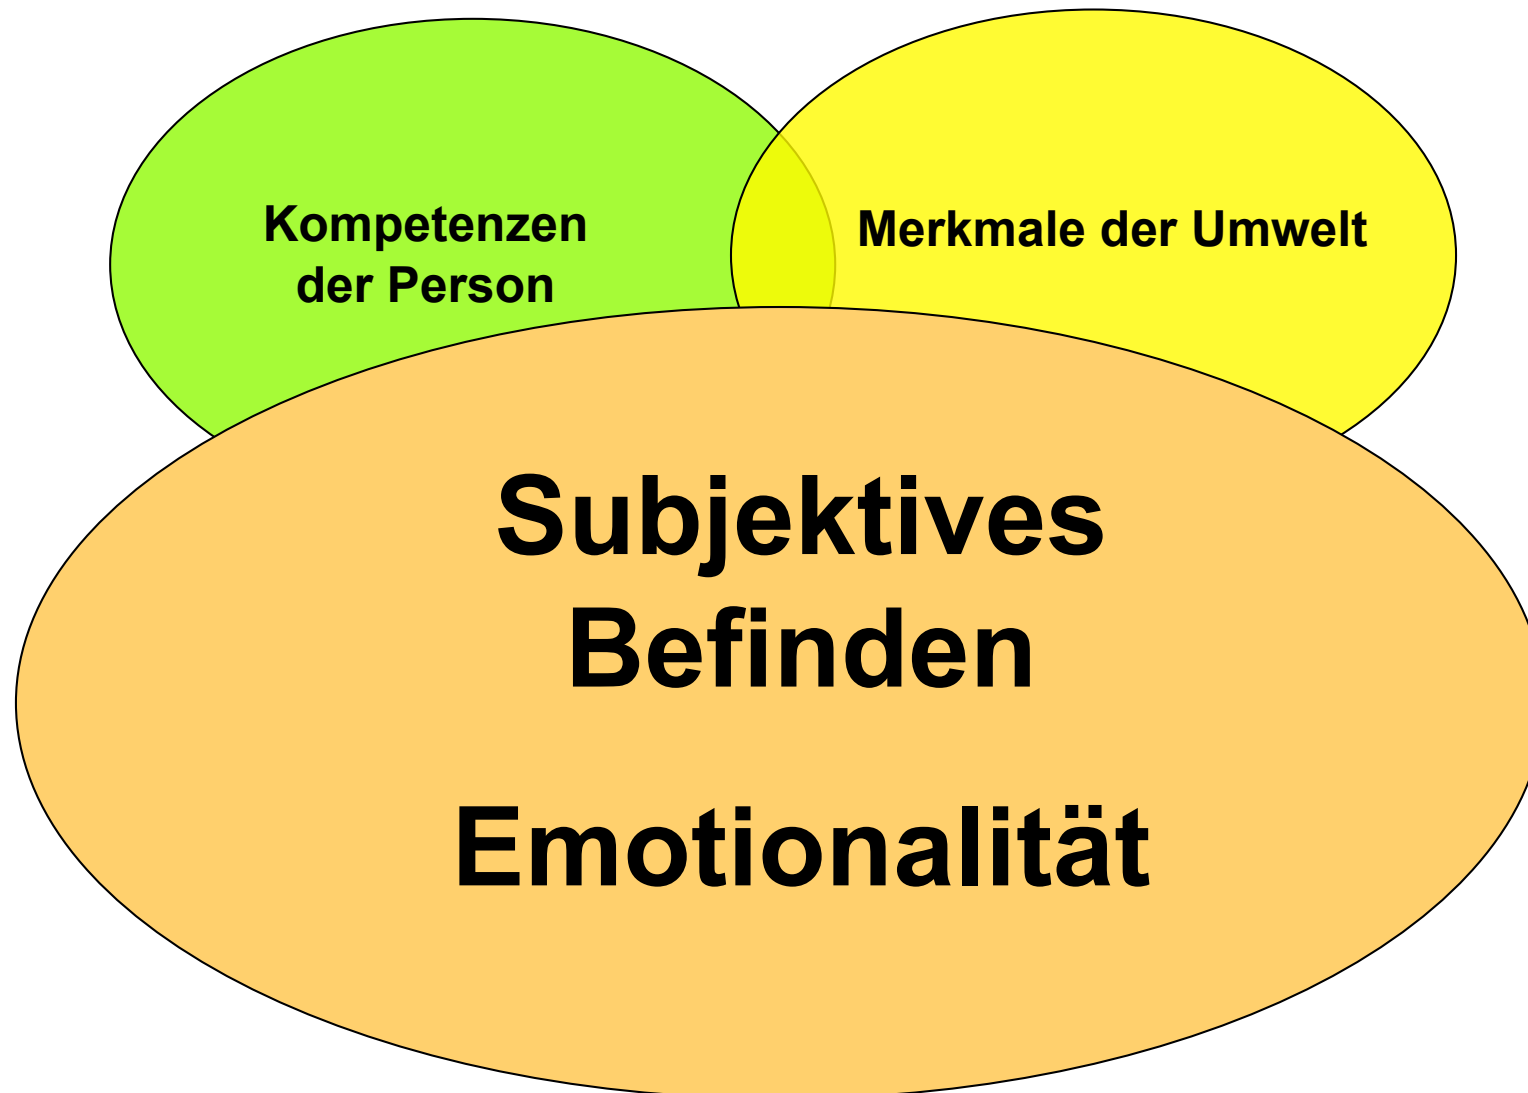 Kompetenzen
der Person
Merkmale der Umwelt
Subjektives
Befinden
Emotionalität